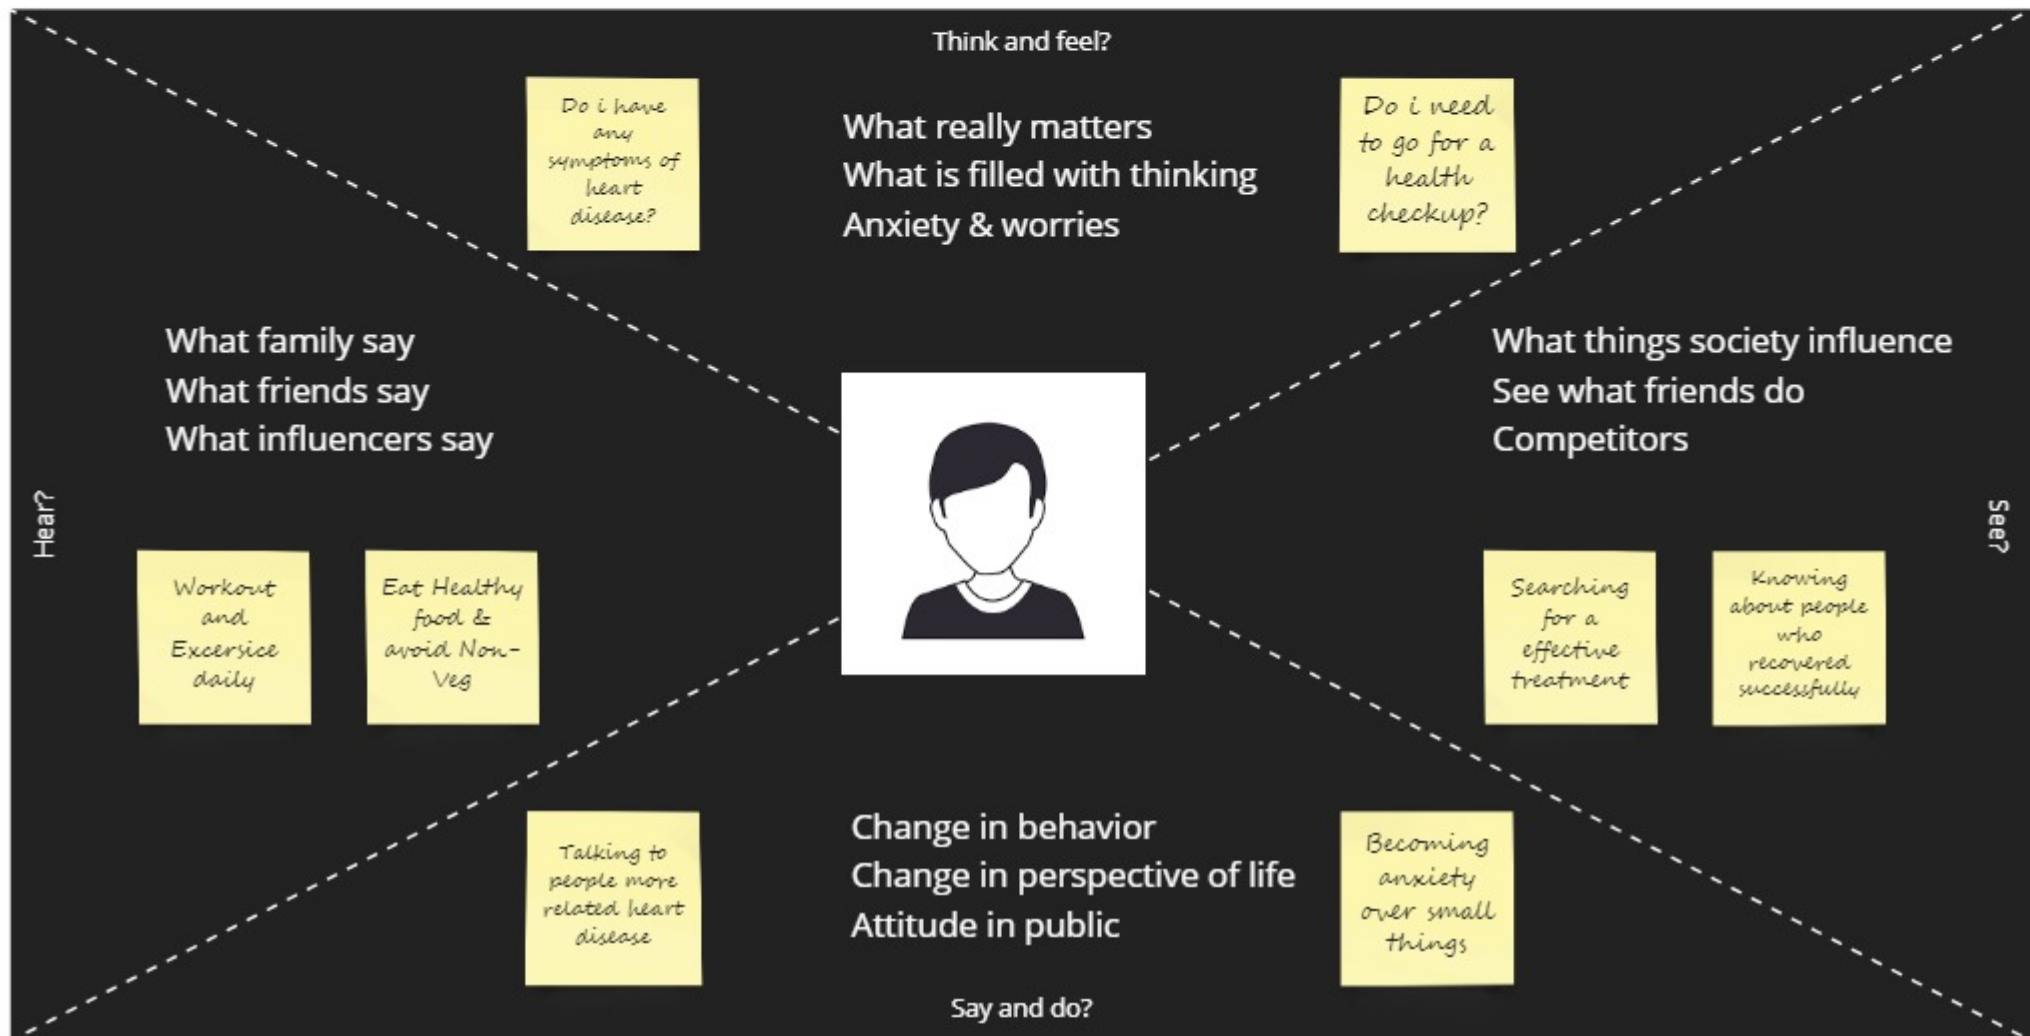 Think and feel?
Do i have
any
symptoms of
heart
disease?
What really matters
What is filled with thinking
Anxiety & worries
Do i need
to go for a
health
checkup?
What family say
What friends say
What influencers say
What things society influence
See what friends do
Competitors
Hear?
See?
Workout
and
Excersice
daily
Eat Healthy
food &
avoid Non-
Veg
Searching
for a
effective
treatment
Knowing
about people
who
recovered
successfully
Talking to
people more
related heart
disease
Change in behavior
Change in perspective of life
Attitude in public
Becoming
anxiety
over small
things
Say and do?